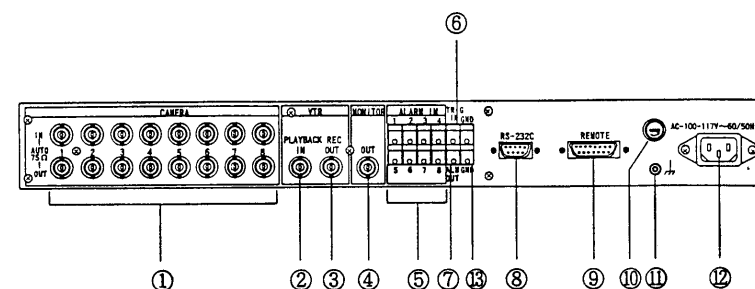 ⑥
CAMERA
VTR
MONITOR
ALARM IN
TRIG IN
GND
1 2 3 4
IN
AUTO
75Ω
OUT
1 2 3 4 5 6 7 8
PLAYBACK IN
REC OUT
OUT
5 6 7 8
ALM OUT
GND
RS-232C
REMOTE
AC-100-117V~60/50H
① ② ③ ④ ⑤ ⑦ ⑬ ⑧ ⑨ ⑩ ⑪ ⑫